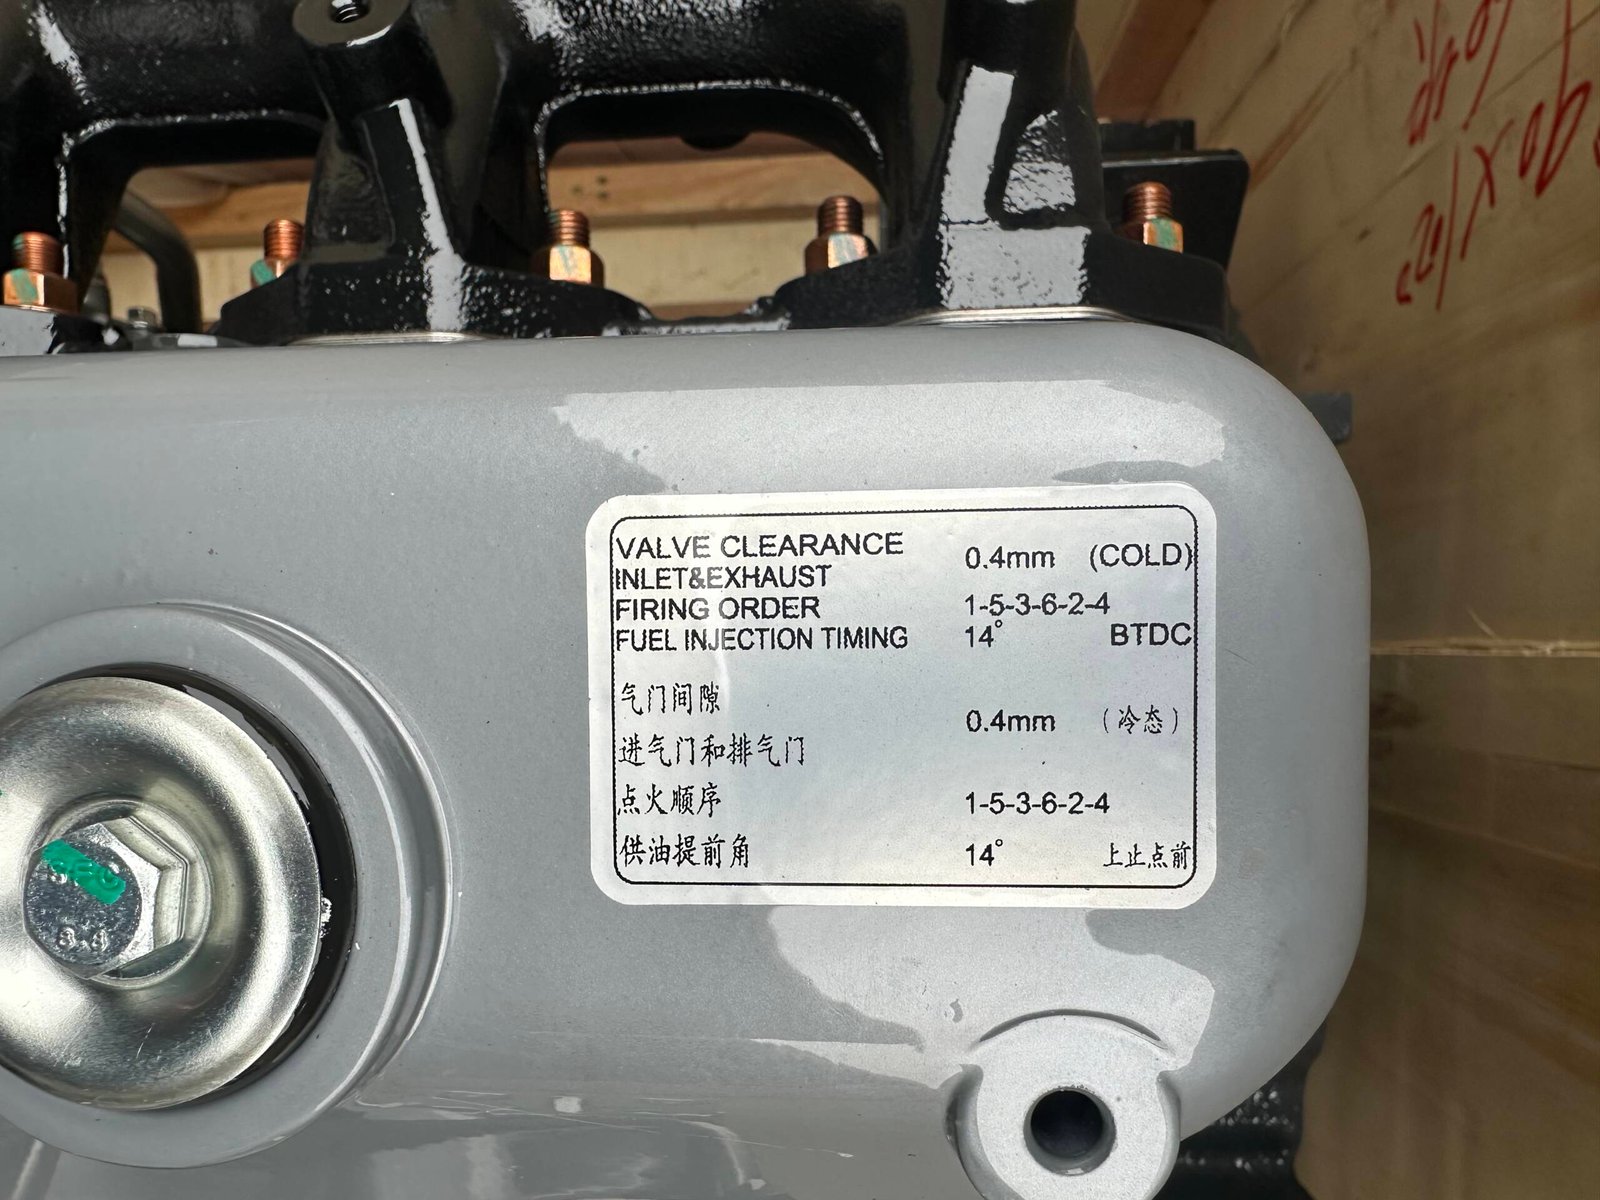 VALVE CLEARANCE
INLET&EXHAUST 0.4mm (COLD)
FIRING ORDER 1-5-3-6-2-4
FUEL INJECTION TIMING 14° BTDC
气门间隙
0.4mm （冷态）
进气门和排气门
点火顺序 1-5-3-6-2-4
供油提前角 14° 上止点前
8.8